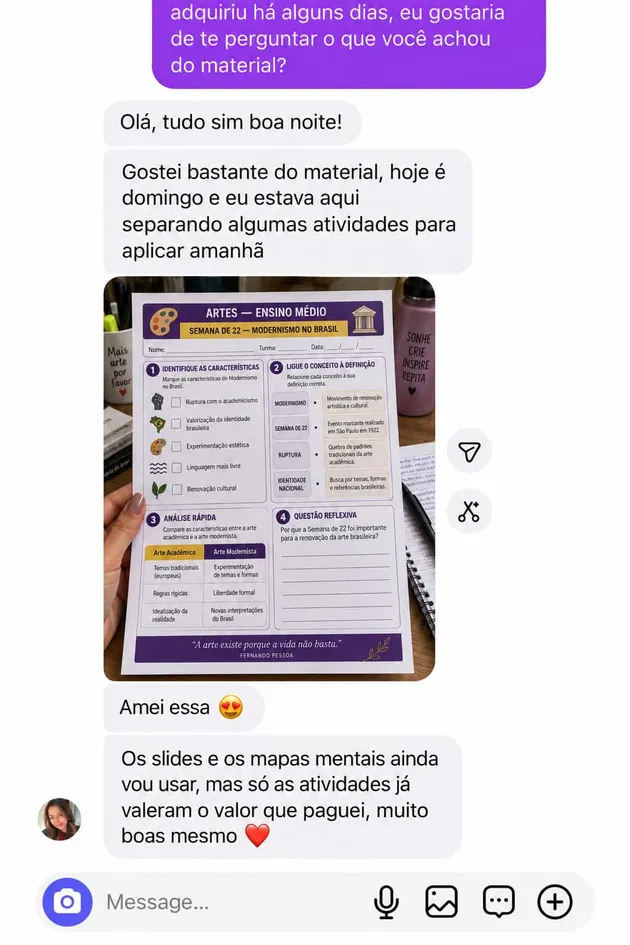 adquiriu há alguns dias, eu gostaria
de te perguntar o que você achou
do material?
Olá, tudo sim boa noite!
Gostei bastante do material, hoje é
domingo e eu estava aqui
separando algumas atividades para
aplicar amanhã
Mais
arte
por
favor
SONHE
CRIE
INSPIRE
REPITA
ARTES — ENSINO MÉDIO
SEMANA DE 22 — MODERNISMO NO BRASIL
Nome: Turma: Data: __/__/__
1 IDENTIFIQUE AS CARACTERÍSTICAS
Marque as características do Modernismo
no Brasil.
Ruptura com o academicismo
Valorização da identidade
brasileira
Experimentação estética
Linguagem mais livre
Renovação cultural
2 LIGUE O CONCEITO À DEFINIÇÃO
Relacione cada conceito à sua
definição correta.
MODERNISMO
Movimento de renovação
artística e cultural.
SEMANA DE 22
Evento marcante realizado
em São Paulo em 1922.
RUPTURA
Quebra de padrões
tradicionais da arte
acadêmica.
IDENTIDADE
NACIONAL
Busca por temas, formas
e referências brasileiras.
3 ANÁLISE RÁPIDA
Compare as características entre a arte
acadêmica e a arte modernista.
Arte Acadêmica Arte Modernista
Temas tradicionais
(europeus)
Experimentação
de temas e formas
Regras rígidas
Liberdade formal
Idealização da
realidade
Novas interpretações
do Brasil
4 QUESTÃO REFLEXIVA
Por que a Semana de 22 foi importante
para a renovação da arte brasileira?
"A arte existe porque a vida não basta."
FERNANDO PESSOA
Amei essa 😍
Os slides e os mapas mentais ainda
vou usar, mas só as atividades já
valeram o valor que paguei, muito
boas mesmo ❤️
Message...